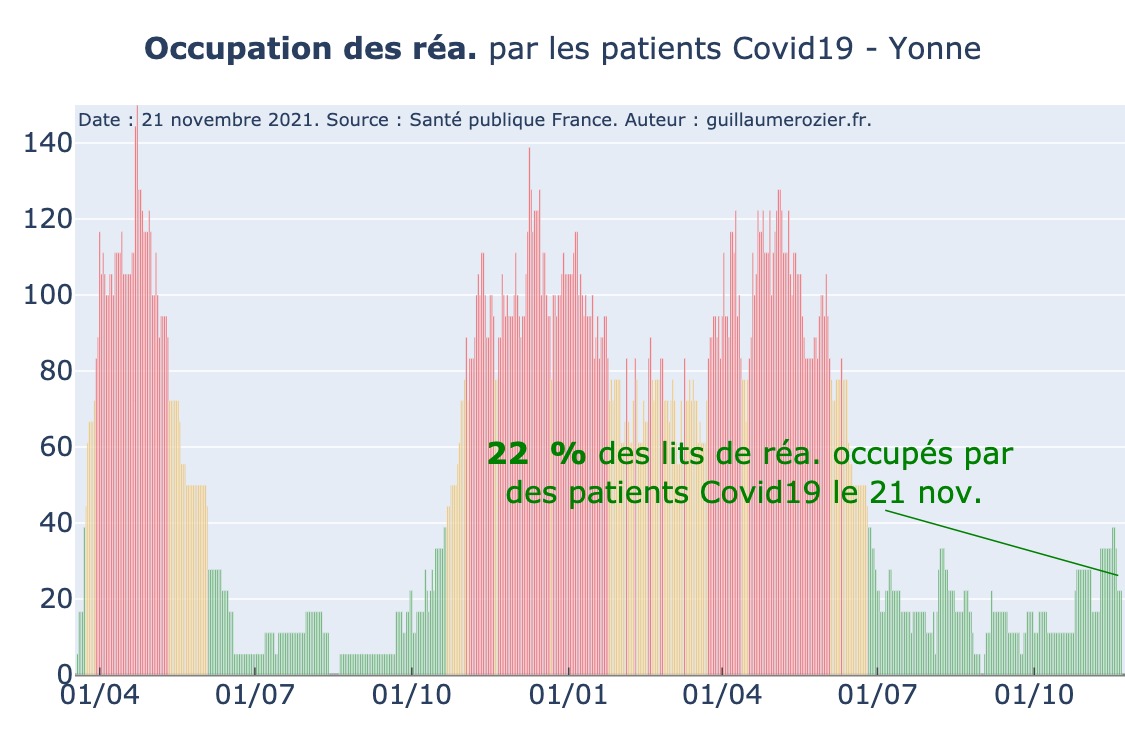 Occupation des réa. par les patients Covid19 - Yonne
Date : 21 novembre 2021. Source : Santé publique France. Auteur : guillaumerozier.fr.
140
120
100
80
60
40
20
0
22 % des lits de réa. occupés par
des patients Covid19 le 21 nov.
01/04 01/07 01/10 01/01 01/04 01/07 01/10